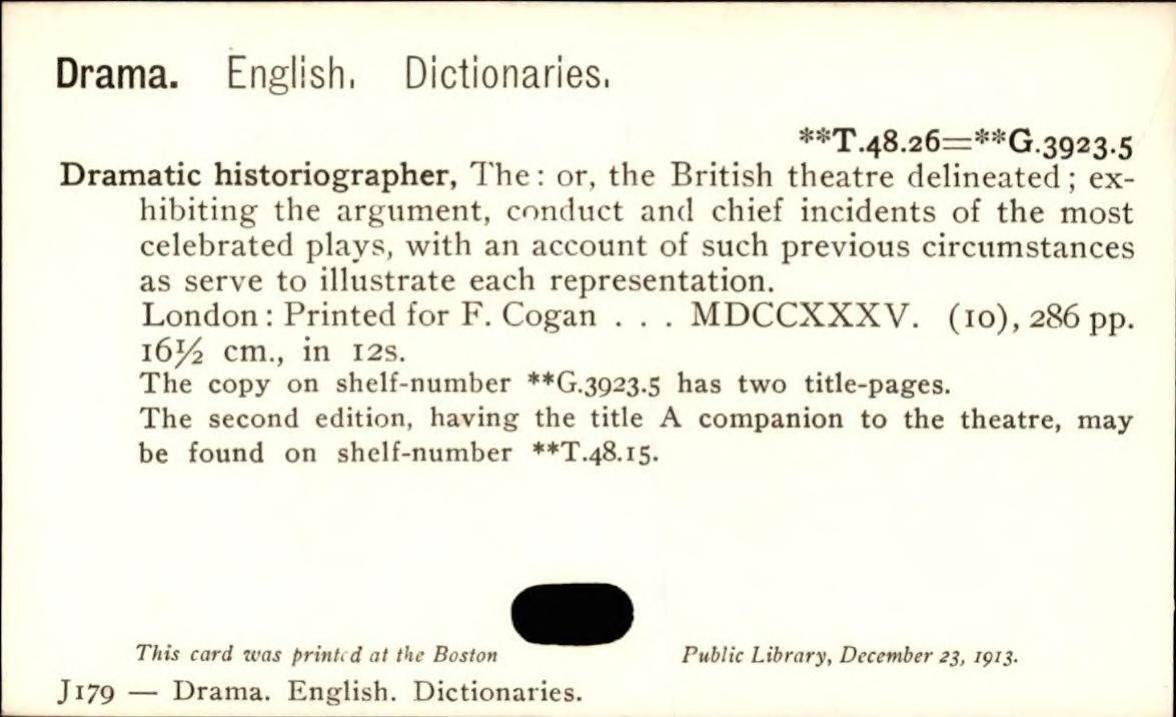 Drama. English. Dictionaries.
**T.48.26=**G.3923.5
Dramatic historiographer, The: or, the British theatre delineated; ex-
hibiting the argument, conduct and chief incidents of the most
celebrated plays, with an account of such previous circumstances
as serve to illustrate each representation.
London: Printed for F. Cogan . . . MDCCXXXV. (10), 286 pp.
16½ cm., in 12s.
The copy on shelf-number **G.3923.5 has two title-pages.
The second edition, having the title A companion to the theatre, may
be found on shelf-number **T.48.15.
This card was printed at the Boston Public Library, December 23, 1913.
J179 — Drama. English. Dictionaries.